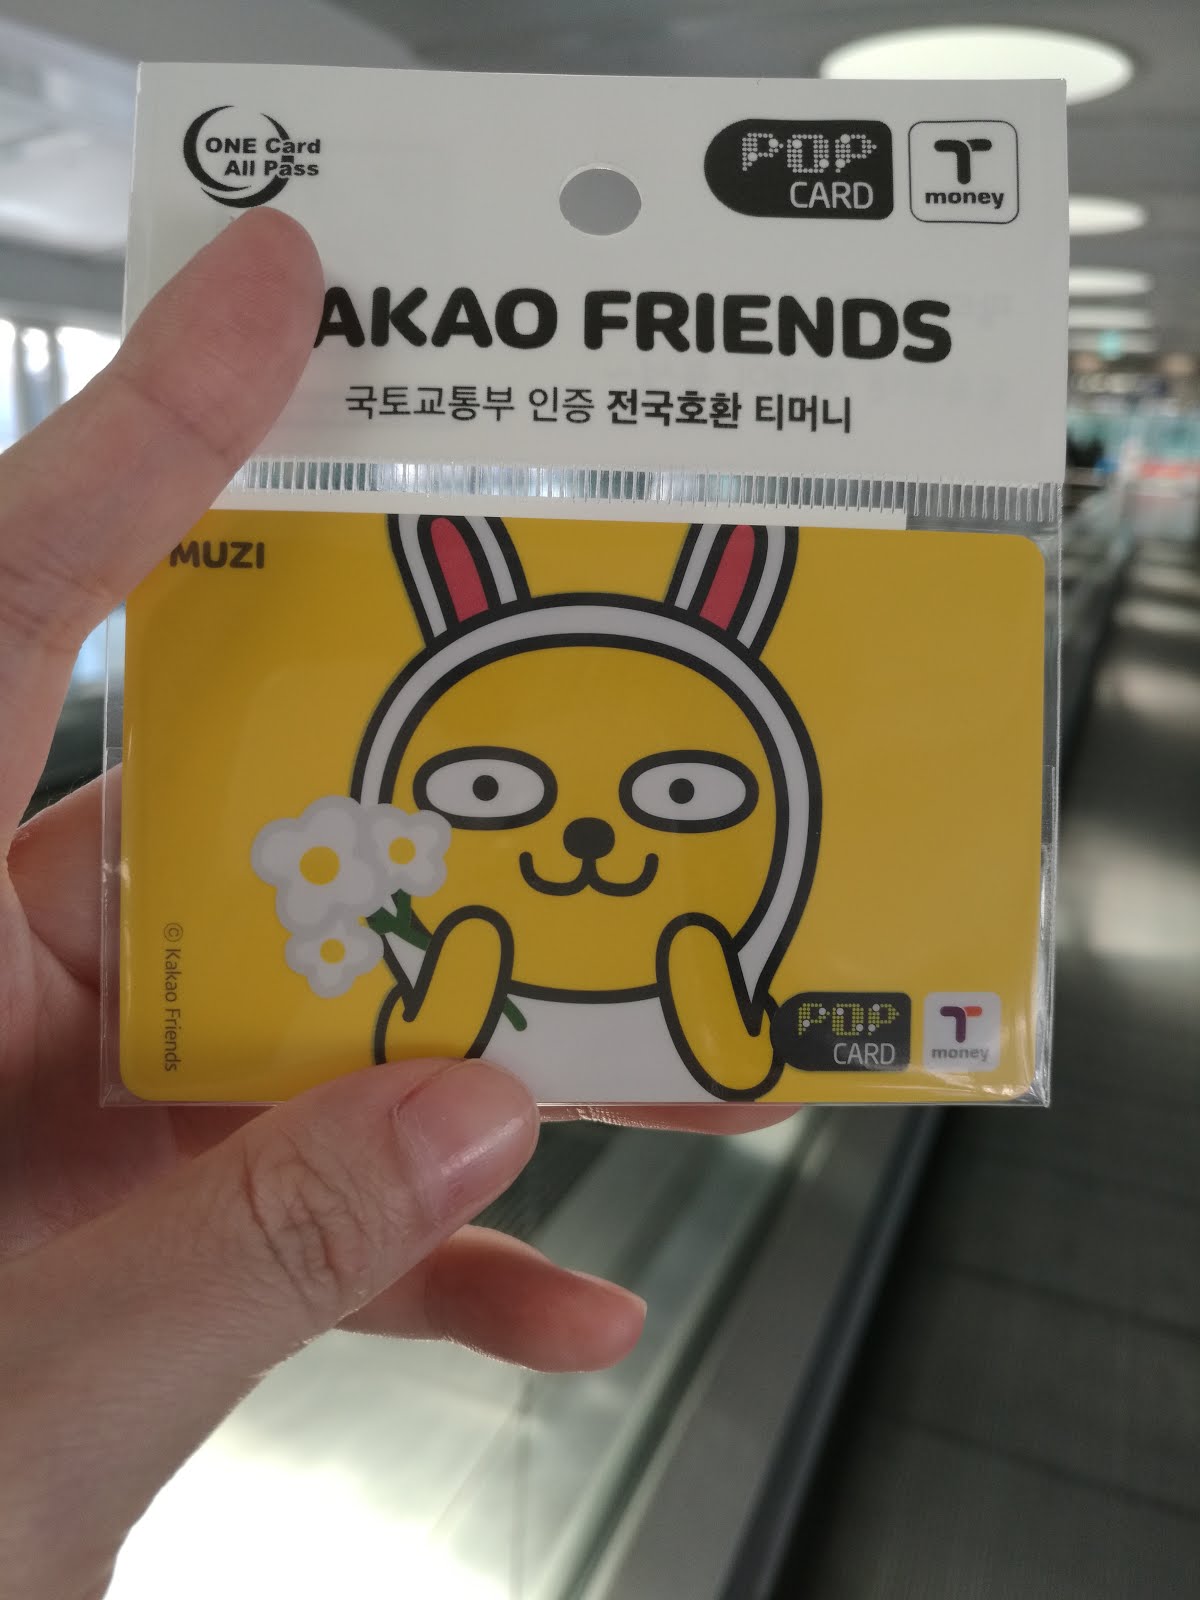 ONE Card
All Pass
POP
CARD
T
money
AKAO FRIENDS
국토교통부 인증 전국호환 티머니
MUZI
© Kakao Friends
POP
CARD
T
money